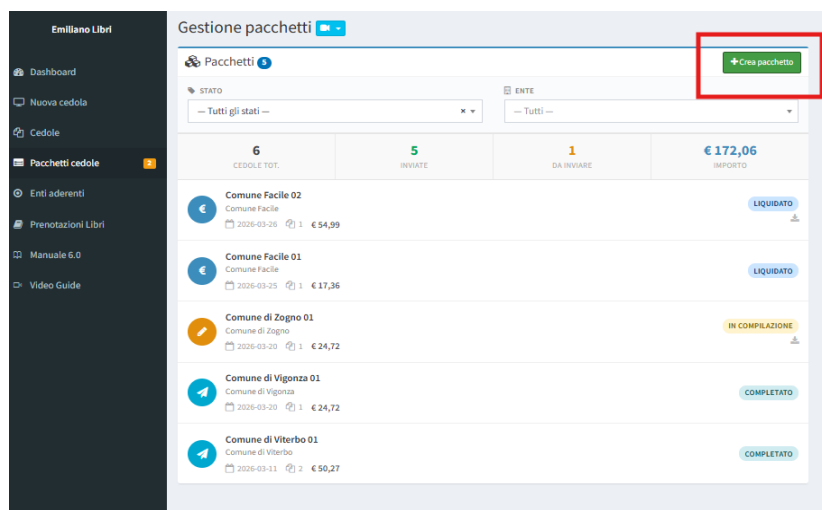 Emiliano Libri
Dashboard
Nuova cedola
Cedole
Pacchetti cedole 2
Enti aderenti
Prenotazioni Libri
Manuale 6.0
Video Guide
Gestione pacchetti
Pacchetti 5
+Crea pacchetto
STATO
— Tutti gli stati — ×
ENTE
— Tutti —
6
CEDOLE TOT.
5
INVIATE
1
DA INVIARE
€ 172,06
IMPORTO
€
Comune Facile 02
Comune Facile
2026-03-26 1 € 54,99
LIQUIDATO
€
Comune Facile 01
Comune Facile
2026-03-25 1 € 17,36
LIQUIDATO
Comune di Zogno 01
Comune di Zogno
2026-03-20 1 € 24,72
IN COMPILAZIONE
Comune di Vigonza 01
Comune di Vigonza
2026-03-20 1 € 24,72
COMPLETATO
Comune di Viterbo 01
Comune di Viterbo
2026-03-11 2 € 50,27
COMPLETATO